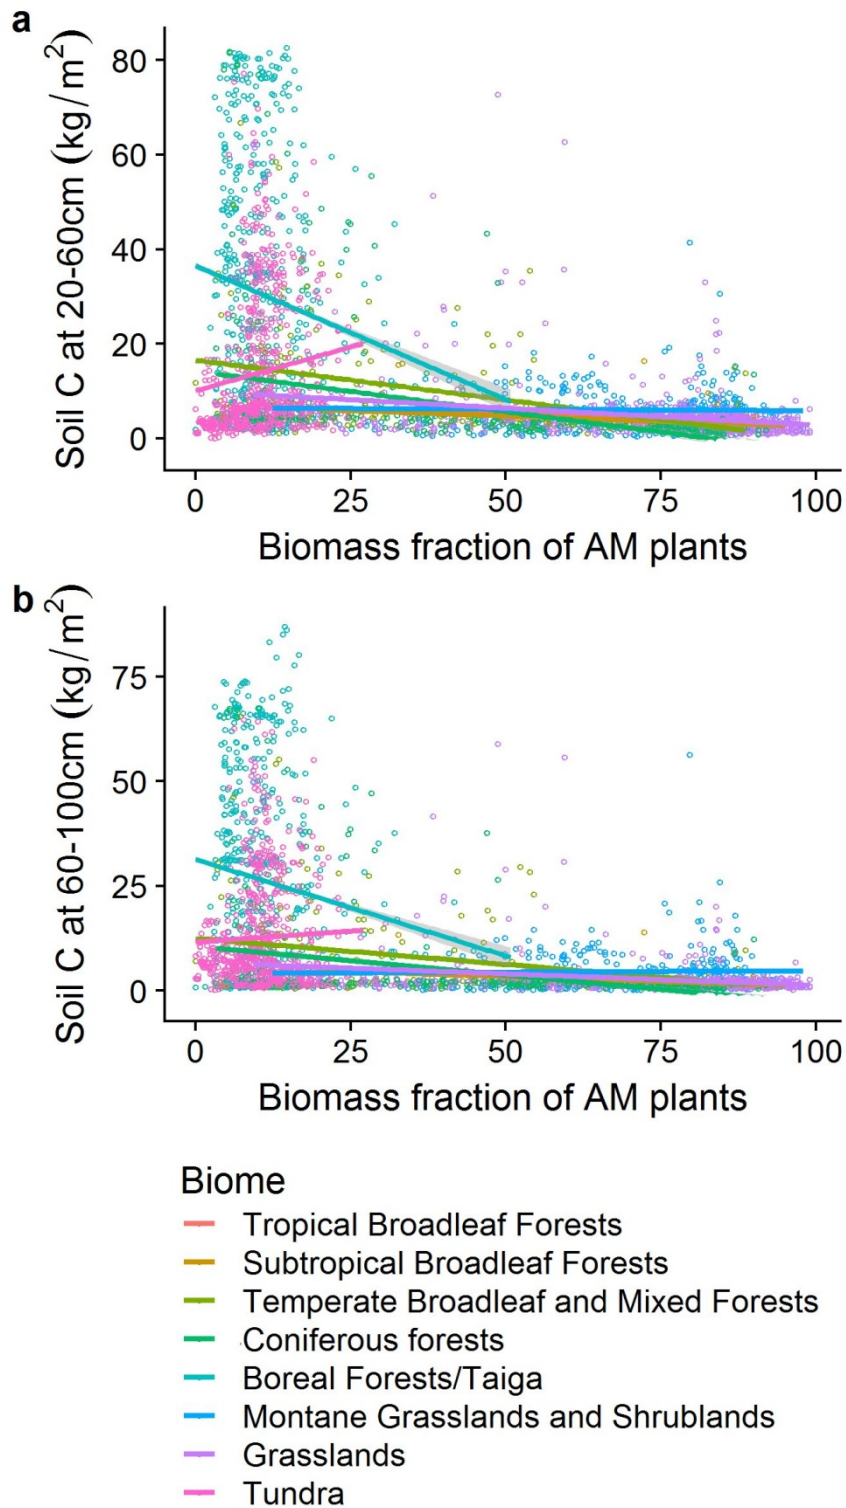 a
Soil C at 20-60cm (kg/m²)
80
60
40
20
0
0 25 50 75 100
Biomass fraction of AM plants
b
Soil C at 60-100cm (kg/m²)
75
50
25
0
0 25 50 75 100
Biomass fraction of AM plants
Biome
Tropical Broadleaf Forests
Subtropical Broadleaf Forests
Temperate Broadleaf and Mixed Forests
Coniferous forests
Boreal Forests/Taiga
Montane Grasslands and Shrublands
Grasslands
Tundra